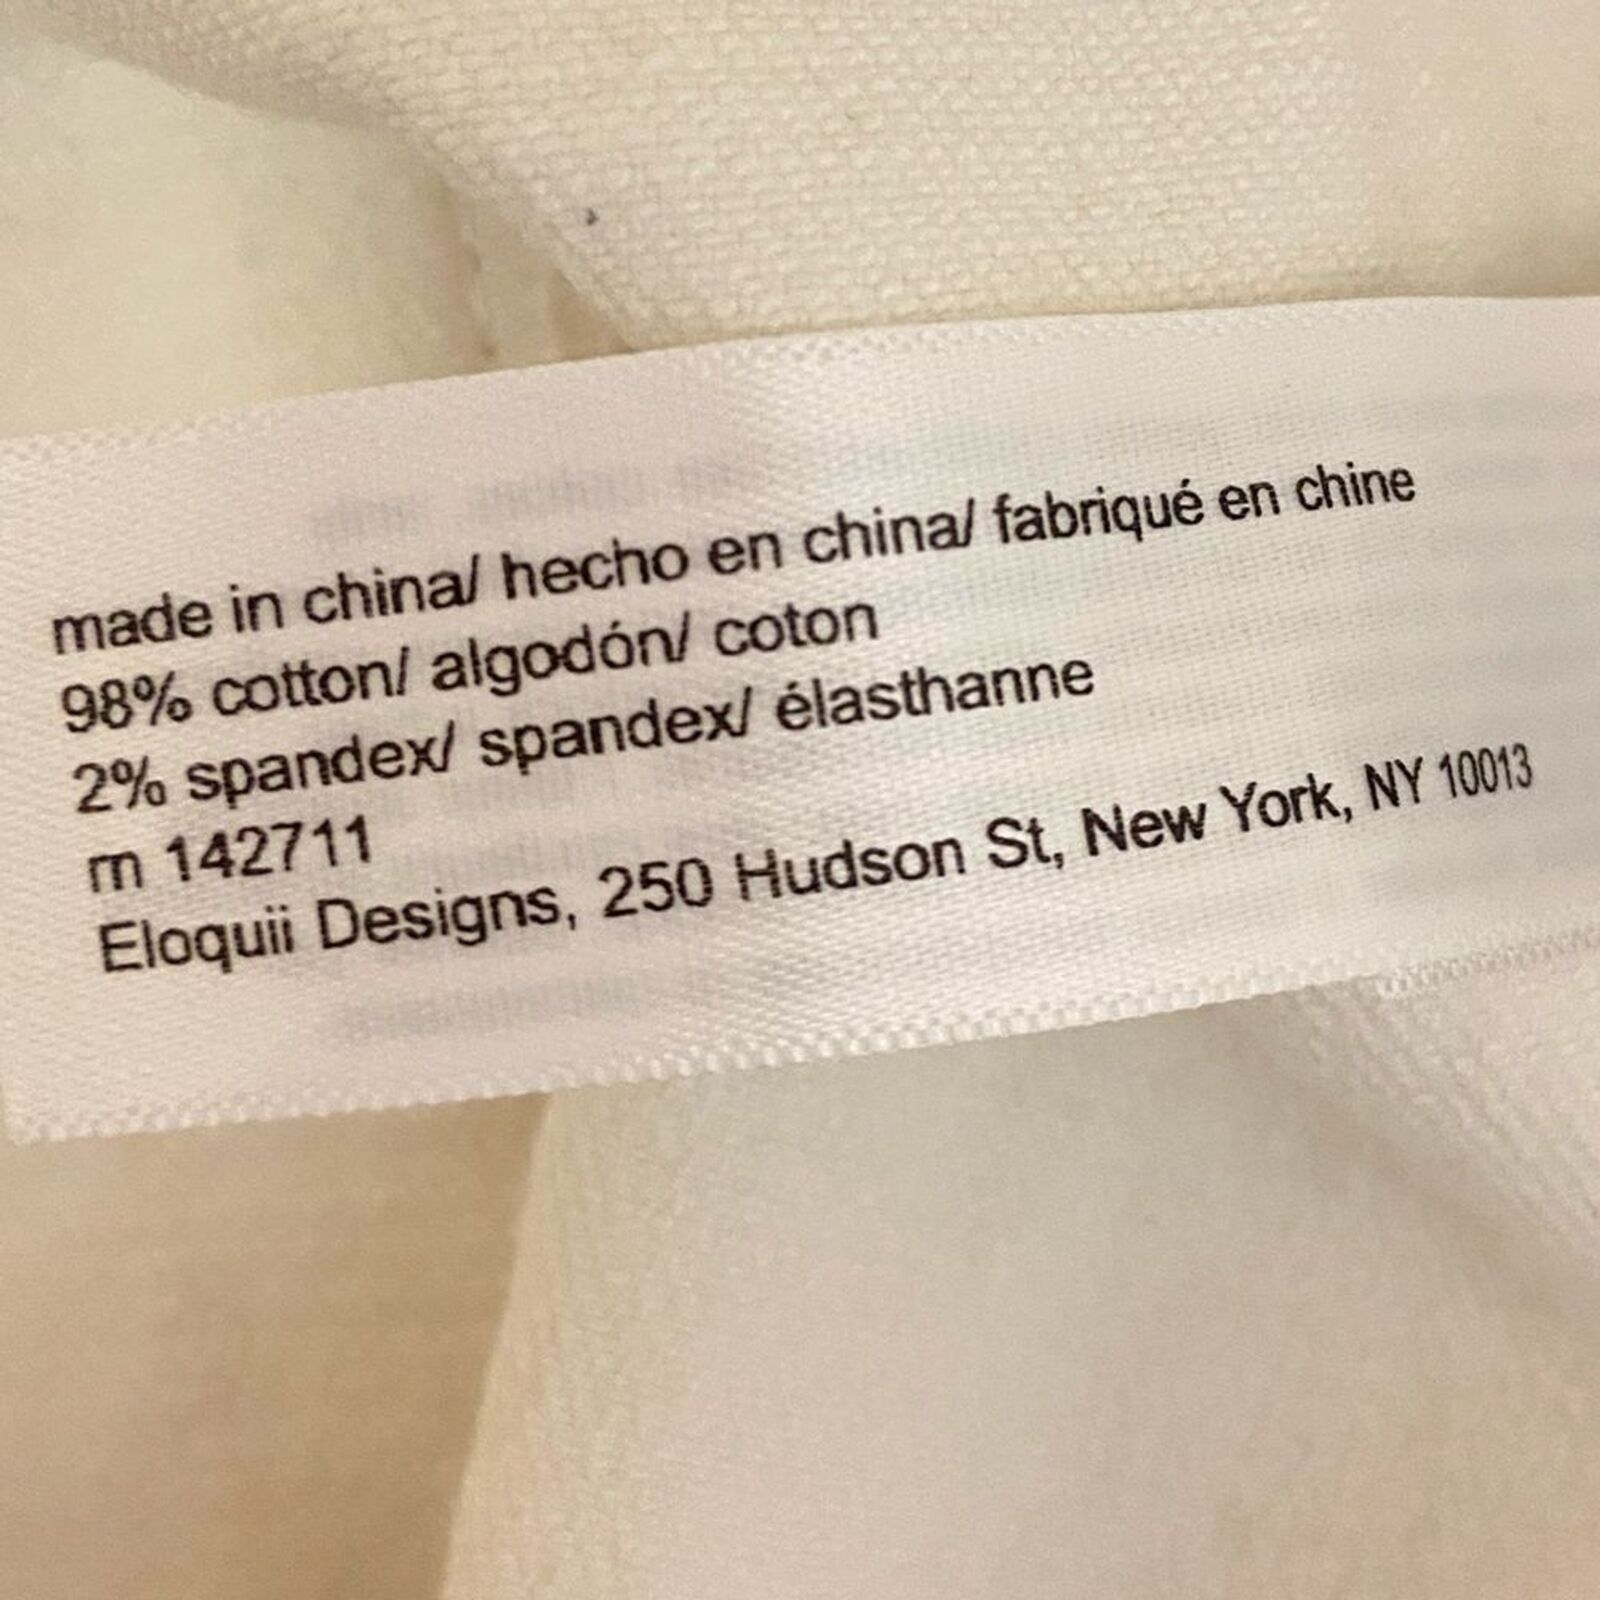 made in china/ hecho en china/ fabriqué en chine
98% cotton/ algodón/ coton
2% spandex/ spandex/ élasthanne
m 142711
Eloquii Designs, 250 Hudson St, New York, NY 10013